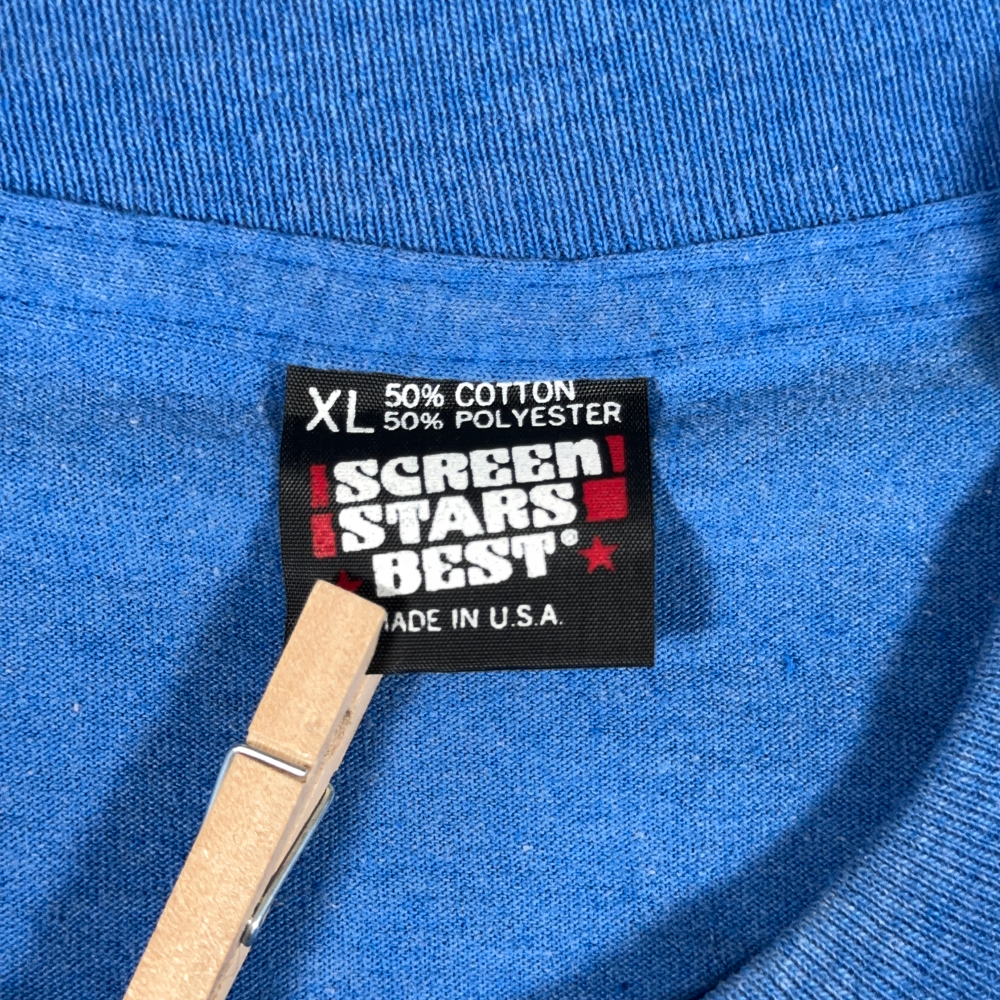 XL 50% COTTON
50% POLYESTER
SCREEN
STARS
BEST®
ADE IN U.S.A.